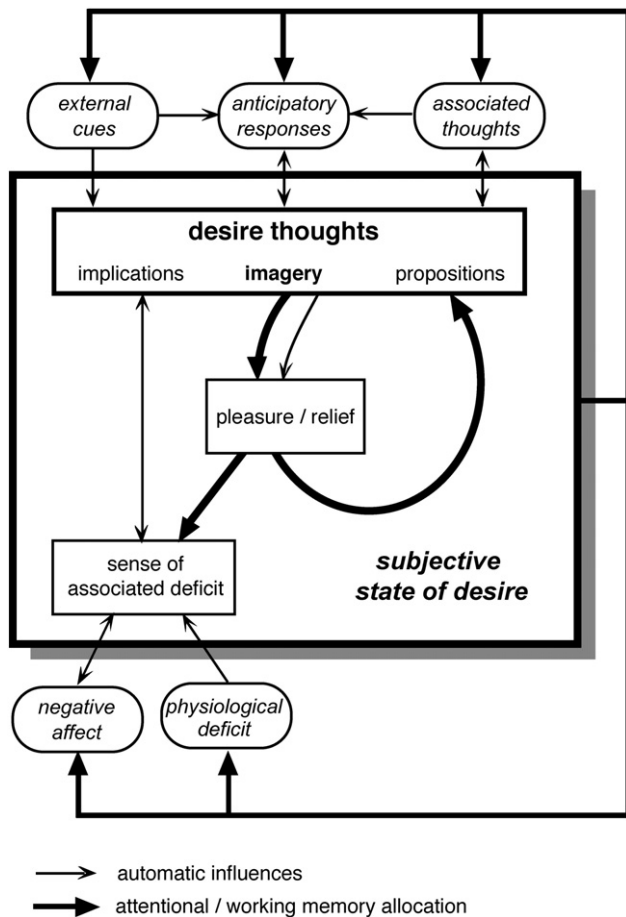 external
cues
anticipatory
responses
associated
thoughts
desire thoughts
implications
imagery
propositions
pleasure / relief
sense of
associated deficit
subjective
state of desire
negative
affect
physiological
deficit
automatic influences
attentional / working memory allocation